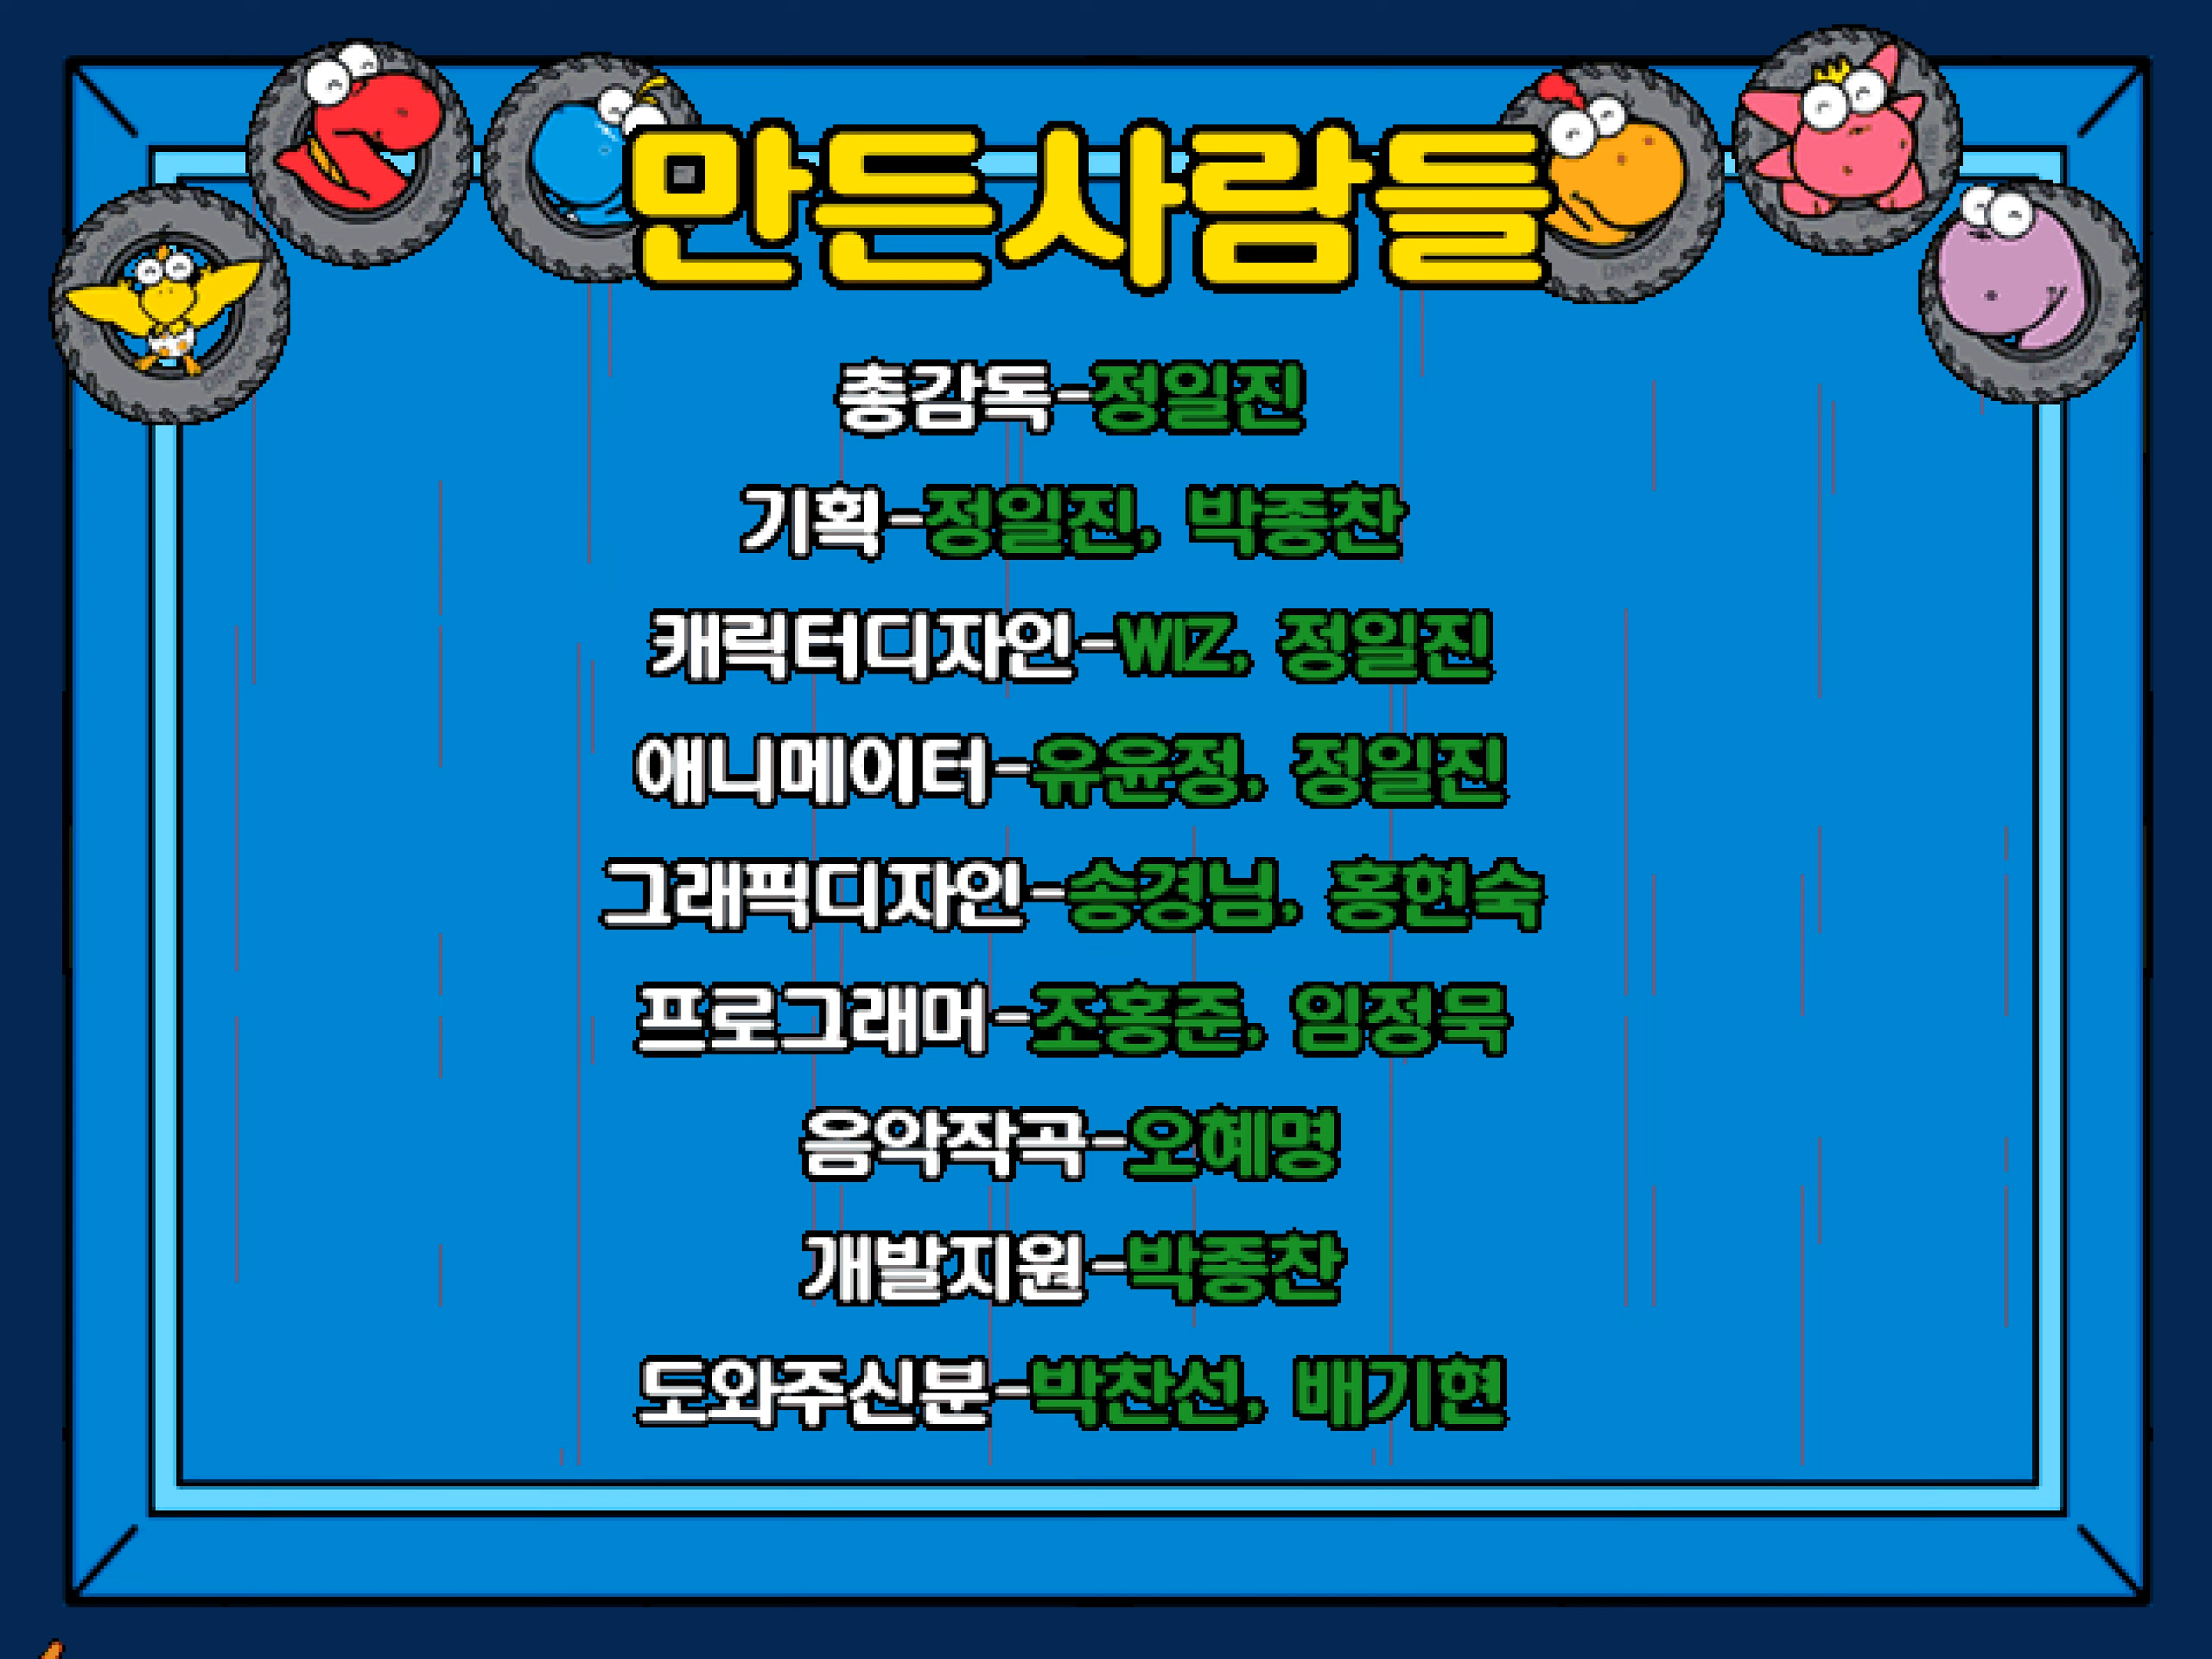 만든사람들
총감독-정일진
기획-정일진, 박종찬
캐릭터디자인-WIZ, 정일진
애니메이터-유윤정, 정일진
그래픽디자인-송경님, 홍현숙
프로그래머-조홍준, 임정묵
음악작곡-오혜명
개발지원-박종찬
도와주신분-박찬선, 배기현